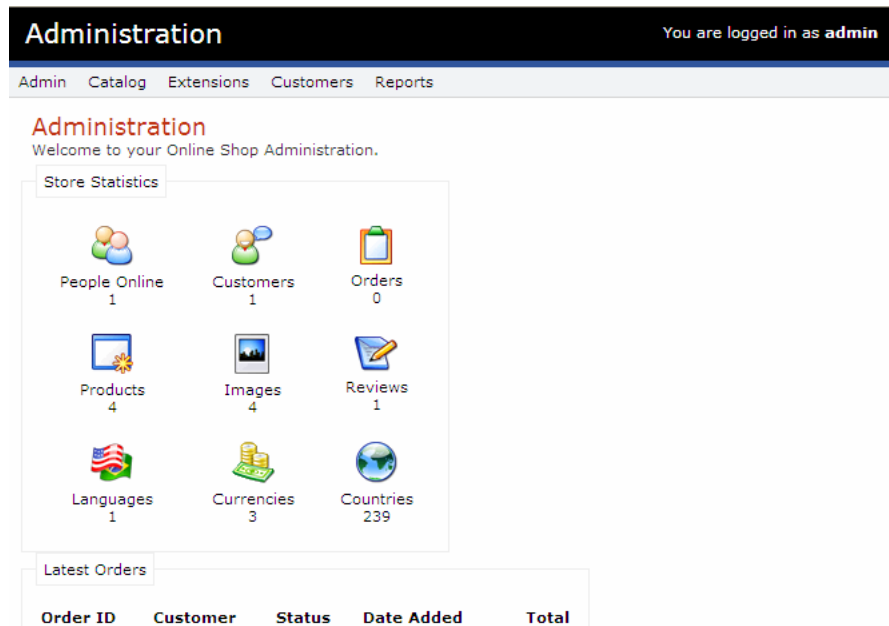 Administration
You are logged in as admin
Admin Catalog Extensions Customers Reports
Administration
Welcome to your Online Shop Administration.
Store Statistics
People Online Customers Orders
1 1 0
Products Images Reviews
4 4 1
Languages Currencies Countries
1 3 239
Latest Orders
Order ID Customer Status Date Added Total